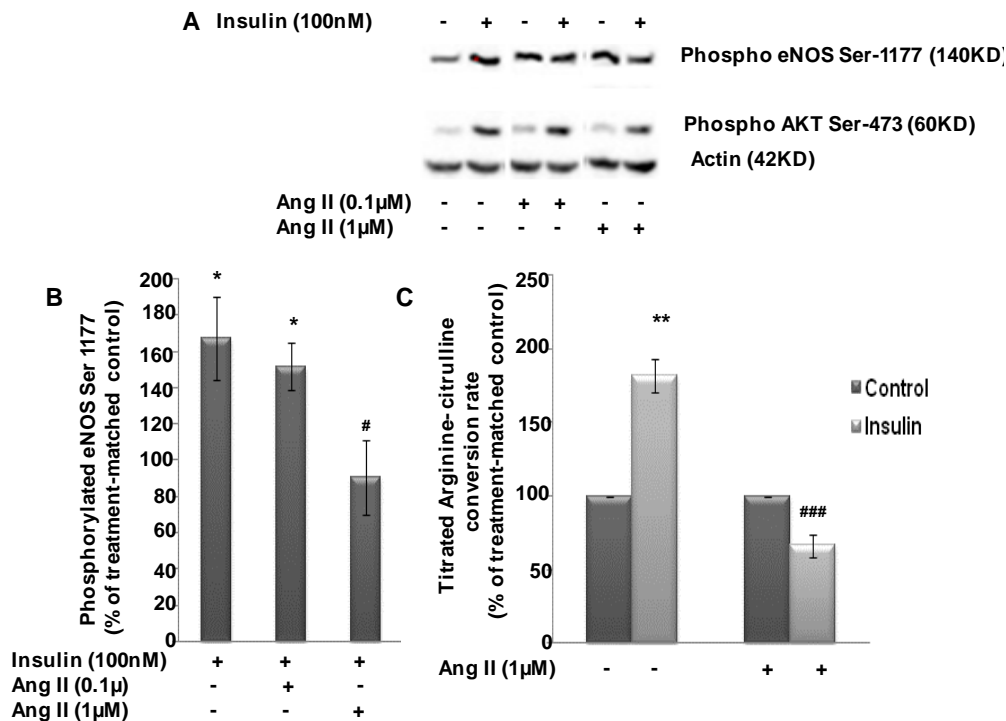 A Insulin (100nM) - + - + - +
Phospho eNOS Ser-1177 (140KD)
Phospho AKT Ser-473 (60KD)
Actin (42KD)
Ang II (0.1µM) - - + + - -
Ang II (1µM) - - - - + +
B
Phosphorylated eNOS Ser 1177
(% of treatment-matched control)
200
180
160
140
120
100
80
60
40
20
0
*
*
#
Insulin (100nM) + + +
Ang II (0.1µ) - + -
Ang II (1µM) - - +
C
Titrated Arginine- citrulline
conversion rate
(% of treatment-matched control)
250
200
150
100
50
0
**
###
Control
Insulin
Ang II (1µM) - - + +